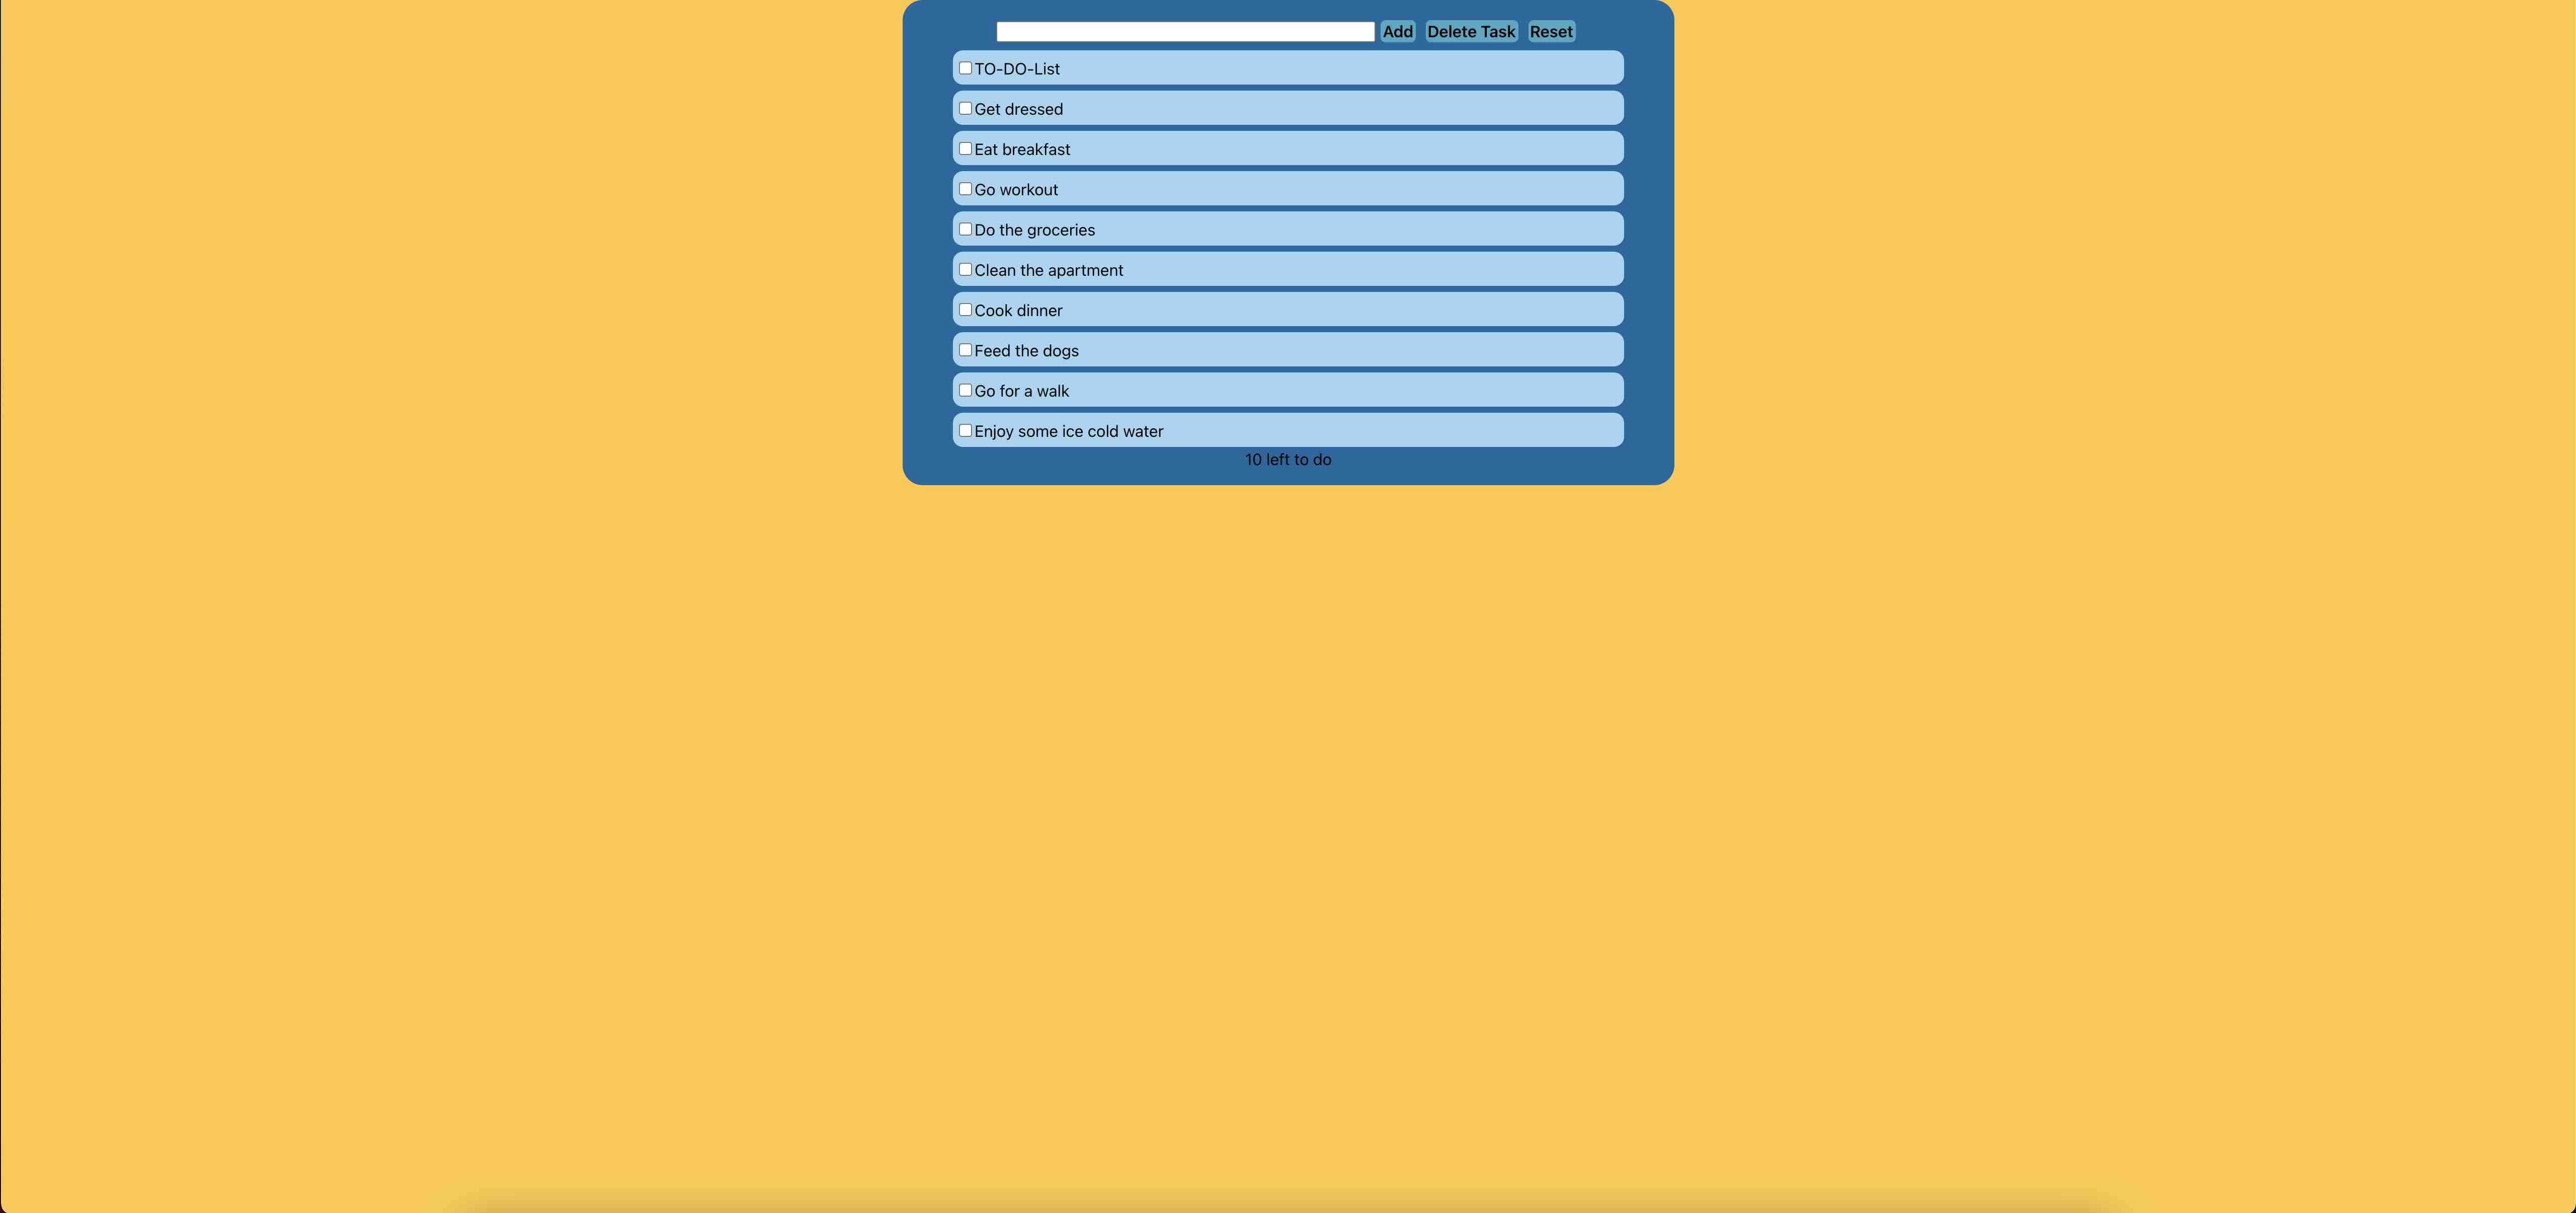 Add Delete Task Reset
TO-DO-List
Get dressed
Eat breakfast
Go workout
Do the groceries
Clean the apartment
Cook dinner
Feed the dogs
Go for a walk
Enjoy some ice cold water
10 left to do